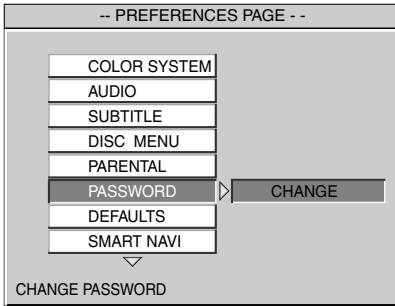 -- PREFERENCES PAGE - -
COLOR SYSTEM
AUDIO
SUBTITLE
DISC MENU
PARENTAL
PASSWORD CHANGE
DEFAULTS
SMART NAVI
CHANGE PASSWORD